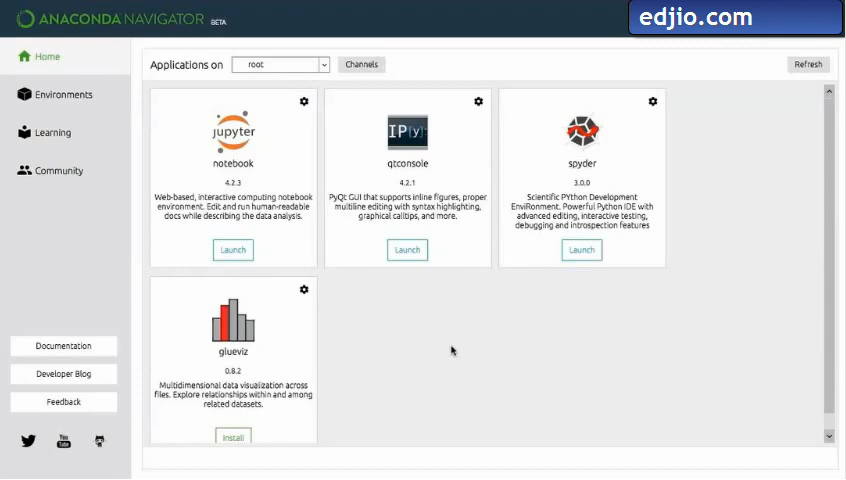 ANACONDA NAVIGATOR BETA
edjio.com
Home
Environments
Learning
Community
Documentation
Developer Blog
Feedback
You
Tube
Applications on root Channels Refresh
jupyter
notebook
4.2.3
Web-based, interactive computing notebook
environment. Edit and run human-readable
docs while describing the data analysis.
Launch
IP[y]
qtconsole
4.2.1
PyQt GUI that supports inline figures, proper
multiline editing with syntax highlighting,
graphical calltips, and more.
Launch
spyder
3.0.0
Scientific PYthon Development
EnviRonment. Powerful Python IDE with
advanced editing, interactive testing,
debugging and introspection features
Launch
glueviz
0.8.2
Multidimensional data visualization across
files. Explore relationships within and among
related datasets.
Install